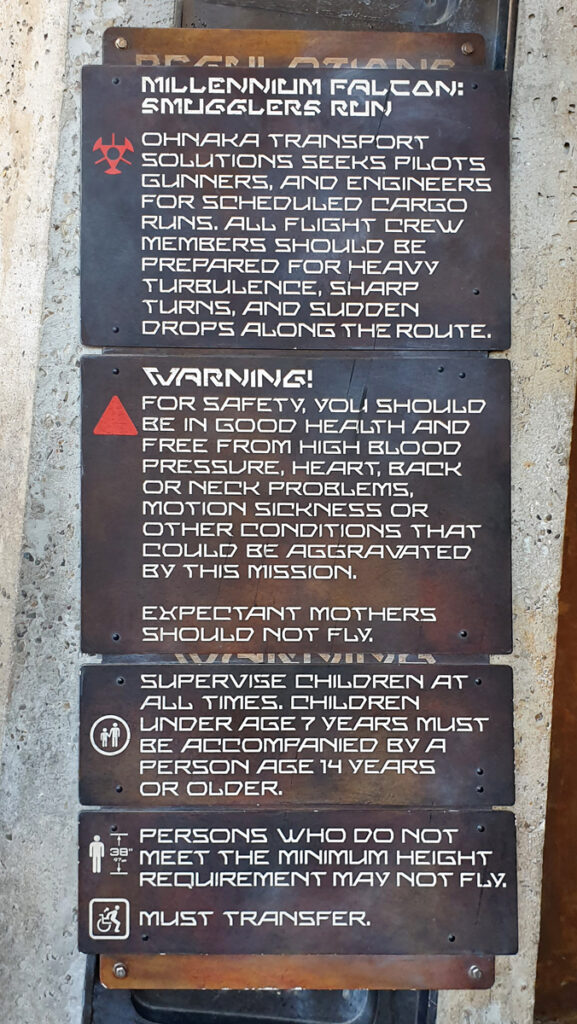 REGULATIONS
MILLENNIUM FALCON:
SMUGGLERS RUN
OHNAKA TRANSPORT
SOLUTIONS SEEKS PILOTS
GUNNERS, AND ENGINEERS
FOR SCHEDULED CARGO
RUNS. ALL FLIGHT CREW
MEMBERS SHOULD BE
PREPARED FOR HEAVY
TURBULENCE, SHARP
TURNS, AND SUDDEN
DROPS ALONG THE ROUTE.
WARNING!
FOR SAFETY, YOU SHOULD
BE IN GOOD HEALTH AND
FREE FROM HIGH BLOOD
PRESSURE, HEART, BACK
OR NECK PROBLEMS,
MOTION SICKNESS OR
OTHER CONDITIONS THAT
COULD BE AGGRAVATED
BY THIS MISSION.
EXPECTANT MOTHERS
SHOULD NOT FLY.
WARNING
SUPERVISE CHILDREN AT
ALL TIMES. CHILDREN
UNDER AGE 7 YEARS MUST
BE ACCOMPANIED BY A
PERSON AGE 14 YEARS
OR OLDER.
38"
97cm
PERSONS WHO DO NOT
MEET THE MINIMUM HEIGHT
REQUIREMENT MAY NOT FLY.
MUST TRANSFER.